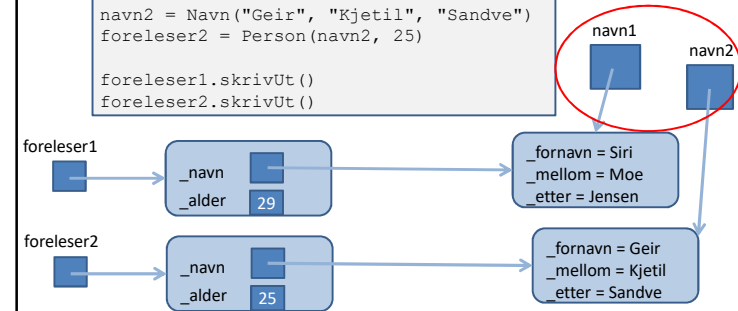 navn2 = Navn("Geir", "Kjetil", "Sandve")
foreleser2 = Person(navn2, 25)
foreleser1.skrivUt()
foreleser2.skrivUt()
navn1
navn2
foreleser1
_navn
_alder 29
_fornavn = Siri
_mellom = Moe
_etter = Jensen
foreleser2
_navn
_alder 25
_fornavn = Geir
_mellom = Kjetil
_etter = Sandve